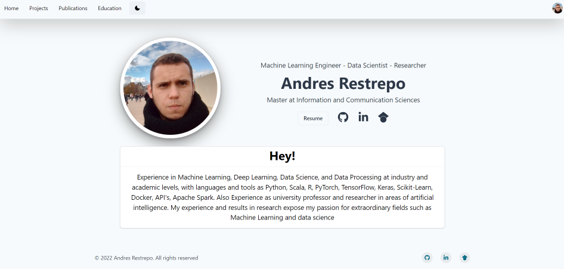 Home Projects Publications Education
Machine Learning Engineer - Data Scientist - Researcher
Andres Restrepo
Master at Information and Communication Sciences
Resume
Hey!
Experience in Machine Learning, Deep Learning, Data Science, and Data Processing at industry and
academic levels, with languages and tools as Python, Scala, R, PyTorch, TensorFlow, Keras, Scikit-Learn,
Docker, API's, Apache Spark. Also Experience as university professor and researcher in areas of artificial
intelligence. My experience and results in research expose my passion for extraordinary fields such as
Machine Learning and data science
© 2022 Andres Restrepo. All rights reserved